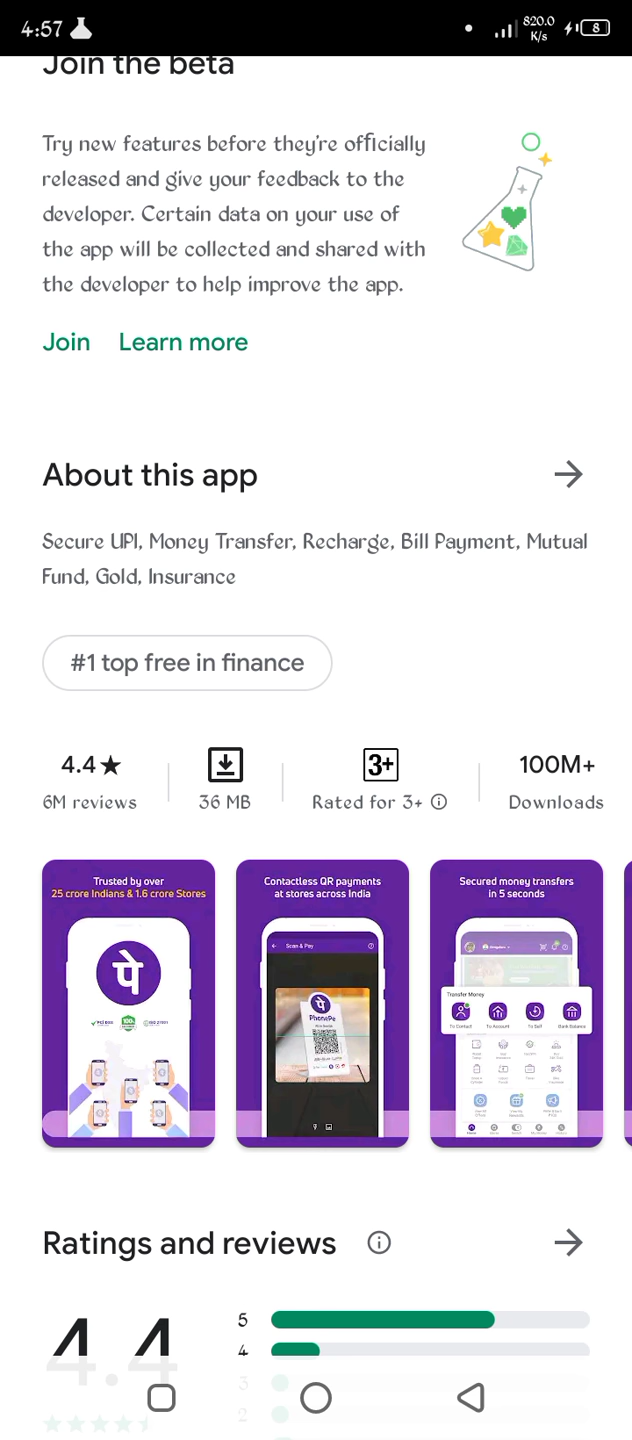 4:57
820.0
K/s
8
Join the beta
Try new features before they're officially
released and give your feedback to the
developer. Certain data on your use of
the app will be collected and shared with
the developer to help improve the app.
Join Learn more
About this app
Secure UPI, Money Transfer, Recharge, Bill Payment, Mutual
Fund, Gold, Insurance
#1 top free in finance
4.4★
6M reviews
36 MB
3+
Rated for 3+
100M+
Downloads
Trusted by over
25 crore Indians & 1.6 crore Stores
पे
Contactless QR payments
at stores across India
Scan & Pay
पे
PhonePe
Secured money transfers
in 5 seconds
Transfer Money
To Contact
To Account
To Self
Bank Balance
Ratings and reviews
4.4
5
4
3
2